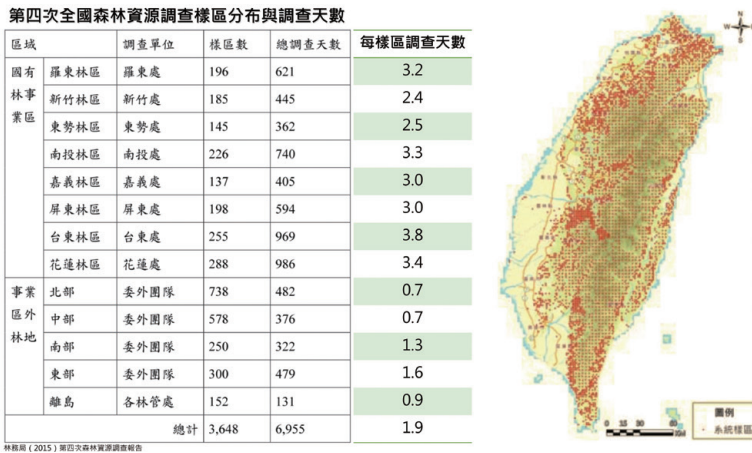 第四次全國森林資源調查樣區分布與調查天數
區域 調查單位 樣區數 總調查天數 每樣區調查天數
國有林事業區 羅東林區 羅東處 196 621 3.2
新竹林區 新竹處 185 445 2.4
東勢林區 東勢處 145 362 2.5
南投林區 南投處 226 740 3.3
嘉義林區 嘉義處 137 405 3.0
屏東林區 屏東處 198 594 3.0
台東林區 台東處 255 969 3.8
花蓮林區 花蓮處 288 986 3.4
事業區外林地 北部 委外團隊 738 482 0.7
中部 委外團隊 578 376 0.7
南部 委外團隊 250 322 1.3
東部 委外團隊 300 479 1.6
離島 各林管處 152 131 0.9
總計 3,648 6,955 1.9
林務局(2015)第四次森林資源調查報告
N
W E
S
圖例
系統樣區